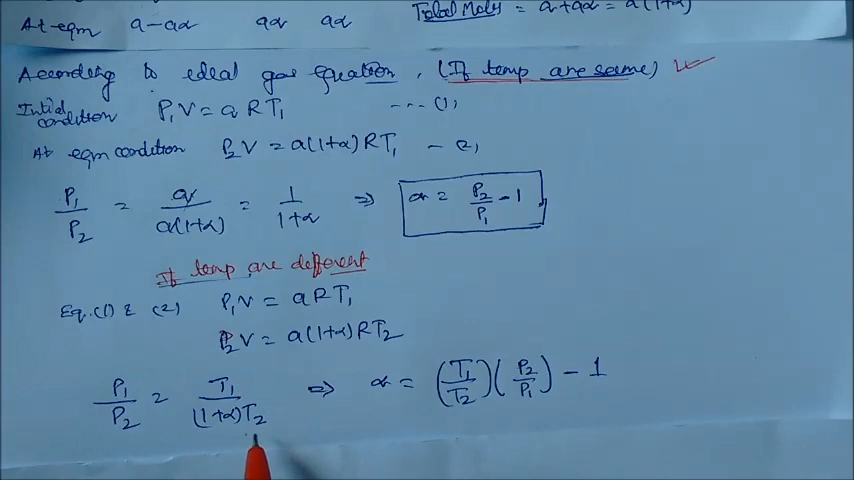 Total Moles = a+aα = a(1+α)
At eqm a-aα aα aα
According to ideal gas equation, (If temp are same)
Intial condition P₁V = a RT₁ ----(1),
At eqm condition P₂V = a(1+α)RT₁ - (2),
P₁/P₂ = a/a(1+α) = 1/1+α ⇒ α = P₂/P₁ - 1
If temp are different
Eq.(1) & (2) P₁V = aRT₁
P₂V = a(1+α)RT₂
P₁/P₂ = T₁/(1+α)T₂ ⇒ α = (T₁/T₂)(P₂/P₁) - 1